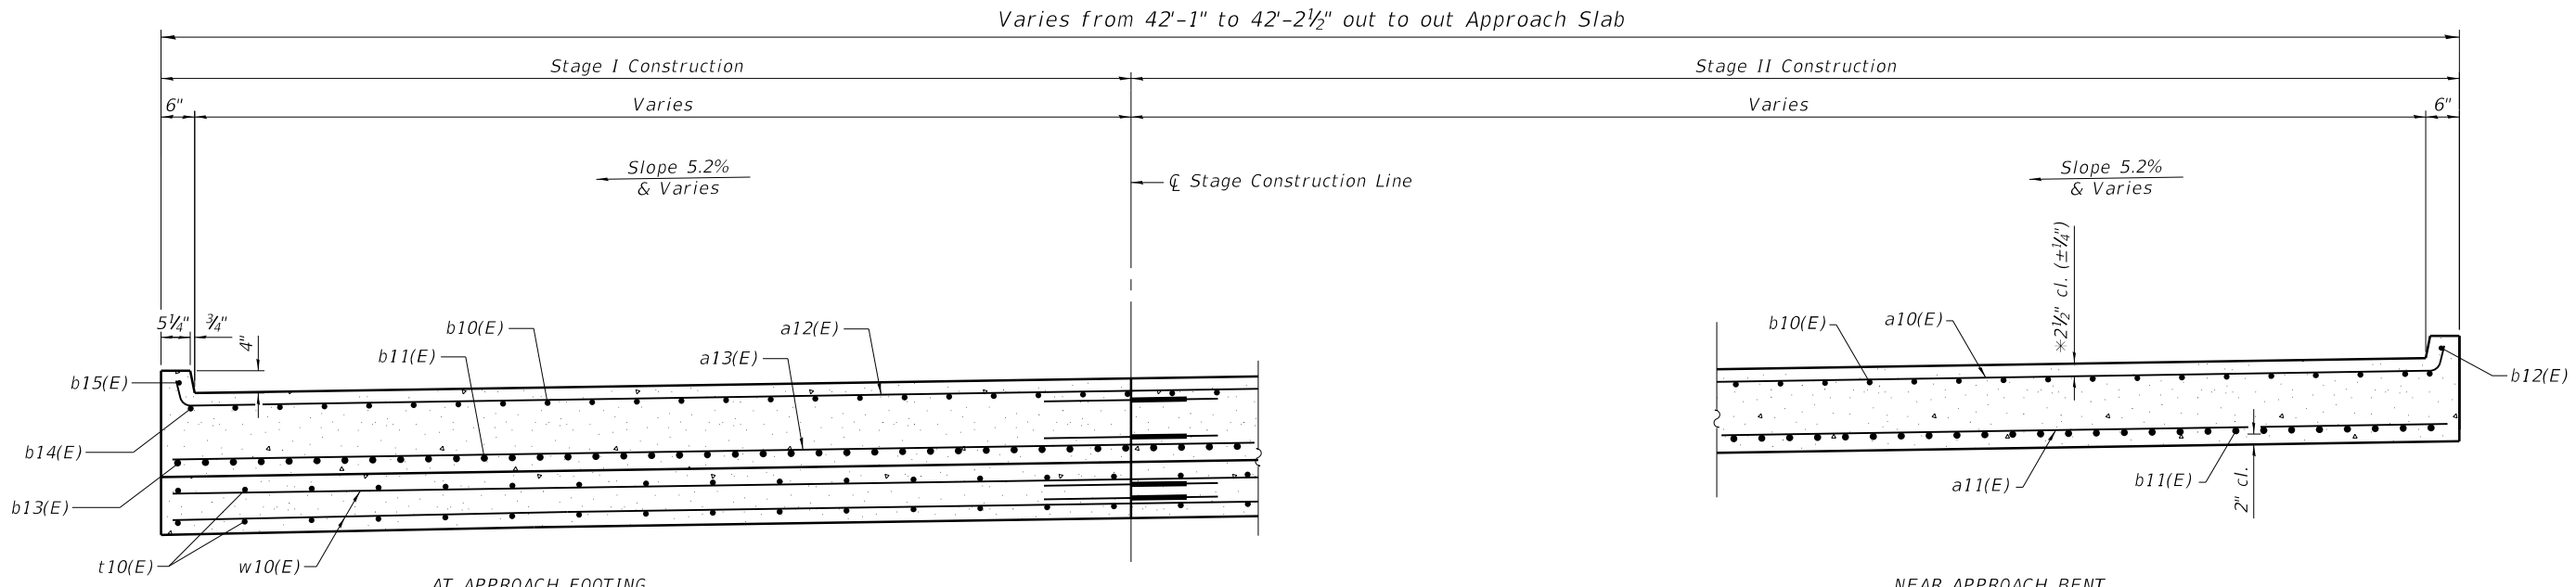 Varies from 42'-1" to 42'-2½" out to out Approach Slab
Stage I Construction
Stage II Construction
6"
Varies
Varies
6"
Slope 5.2%
& Varies
℄ Stage Construction Line
Slope 5.2%
& Varies
✳2½" cl. (±¼")
5¼"
¾"
4"
b10(E)
a12(E)
b11(E)
a13(E)
b10(E)
a10(E)
b15(E)
b12(E)
b14(E)
b13(E)
a11(E)
b11(E)
2" cl.
t10(E)
w10(E)
AT APPROACH FOOTING
NEAR APPROACH BENT